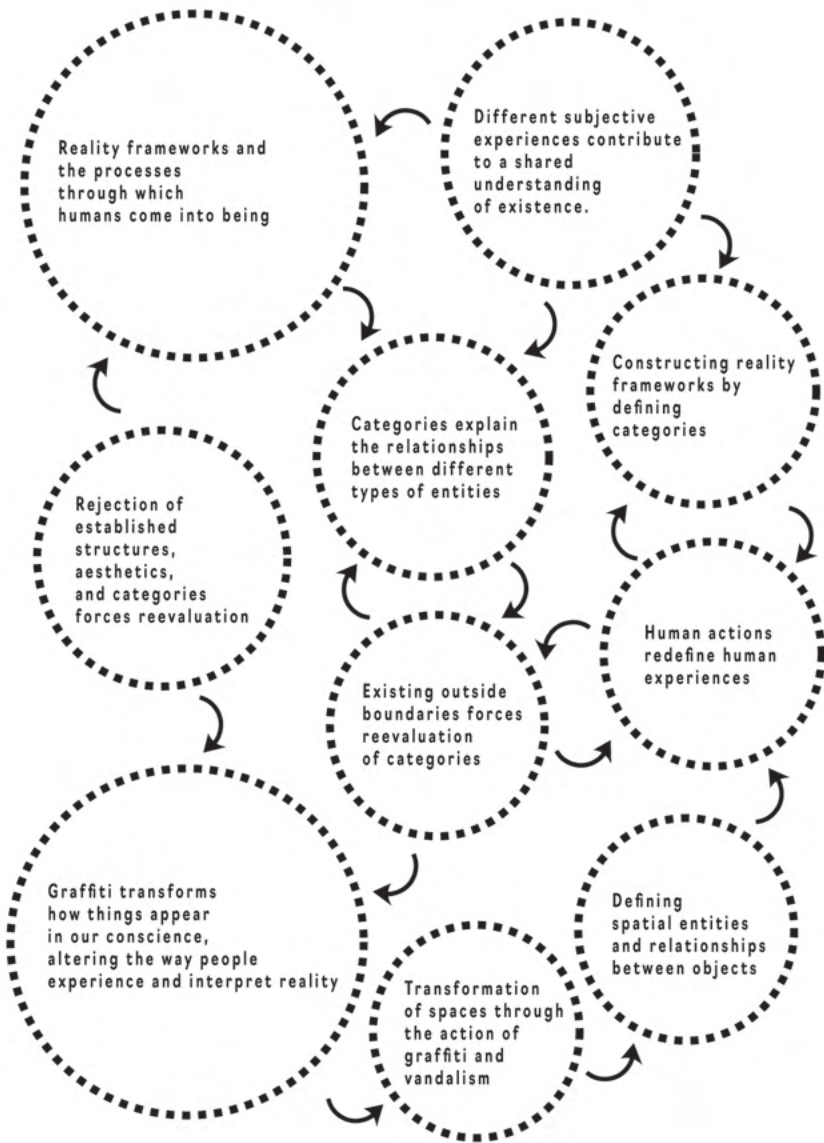 Reality frameworks and
the processes
through which
humans come into being
Different subjective
experiences contribute
to a shared
understanding
of existence.
Constructing reality
frameworks by
defining
categories
Categories explain
the relationships
between different
types of entities
Rejection of
established
structures,
aesthetics,
and categories
forces reevaluation
Human actions
redefine human
experiences
Existing outside
boundaries forces
reevaluation
of categories
Graffiti transforms
how things appear
in our conscience,
altering the way people
experience and interpret reality
Defining
spatial entities
and relationships
between objects
Transformation
of spaces through
the action of
graffiti and
vandalism